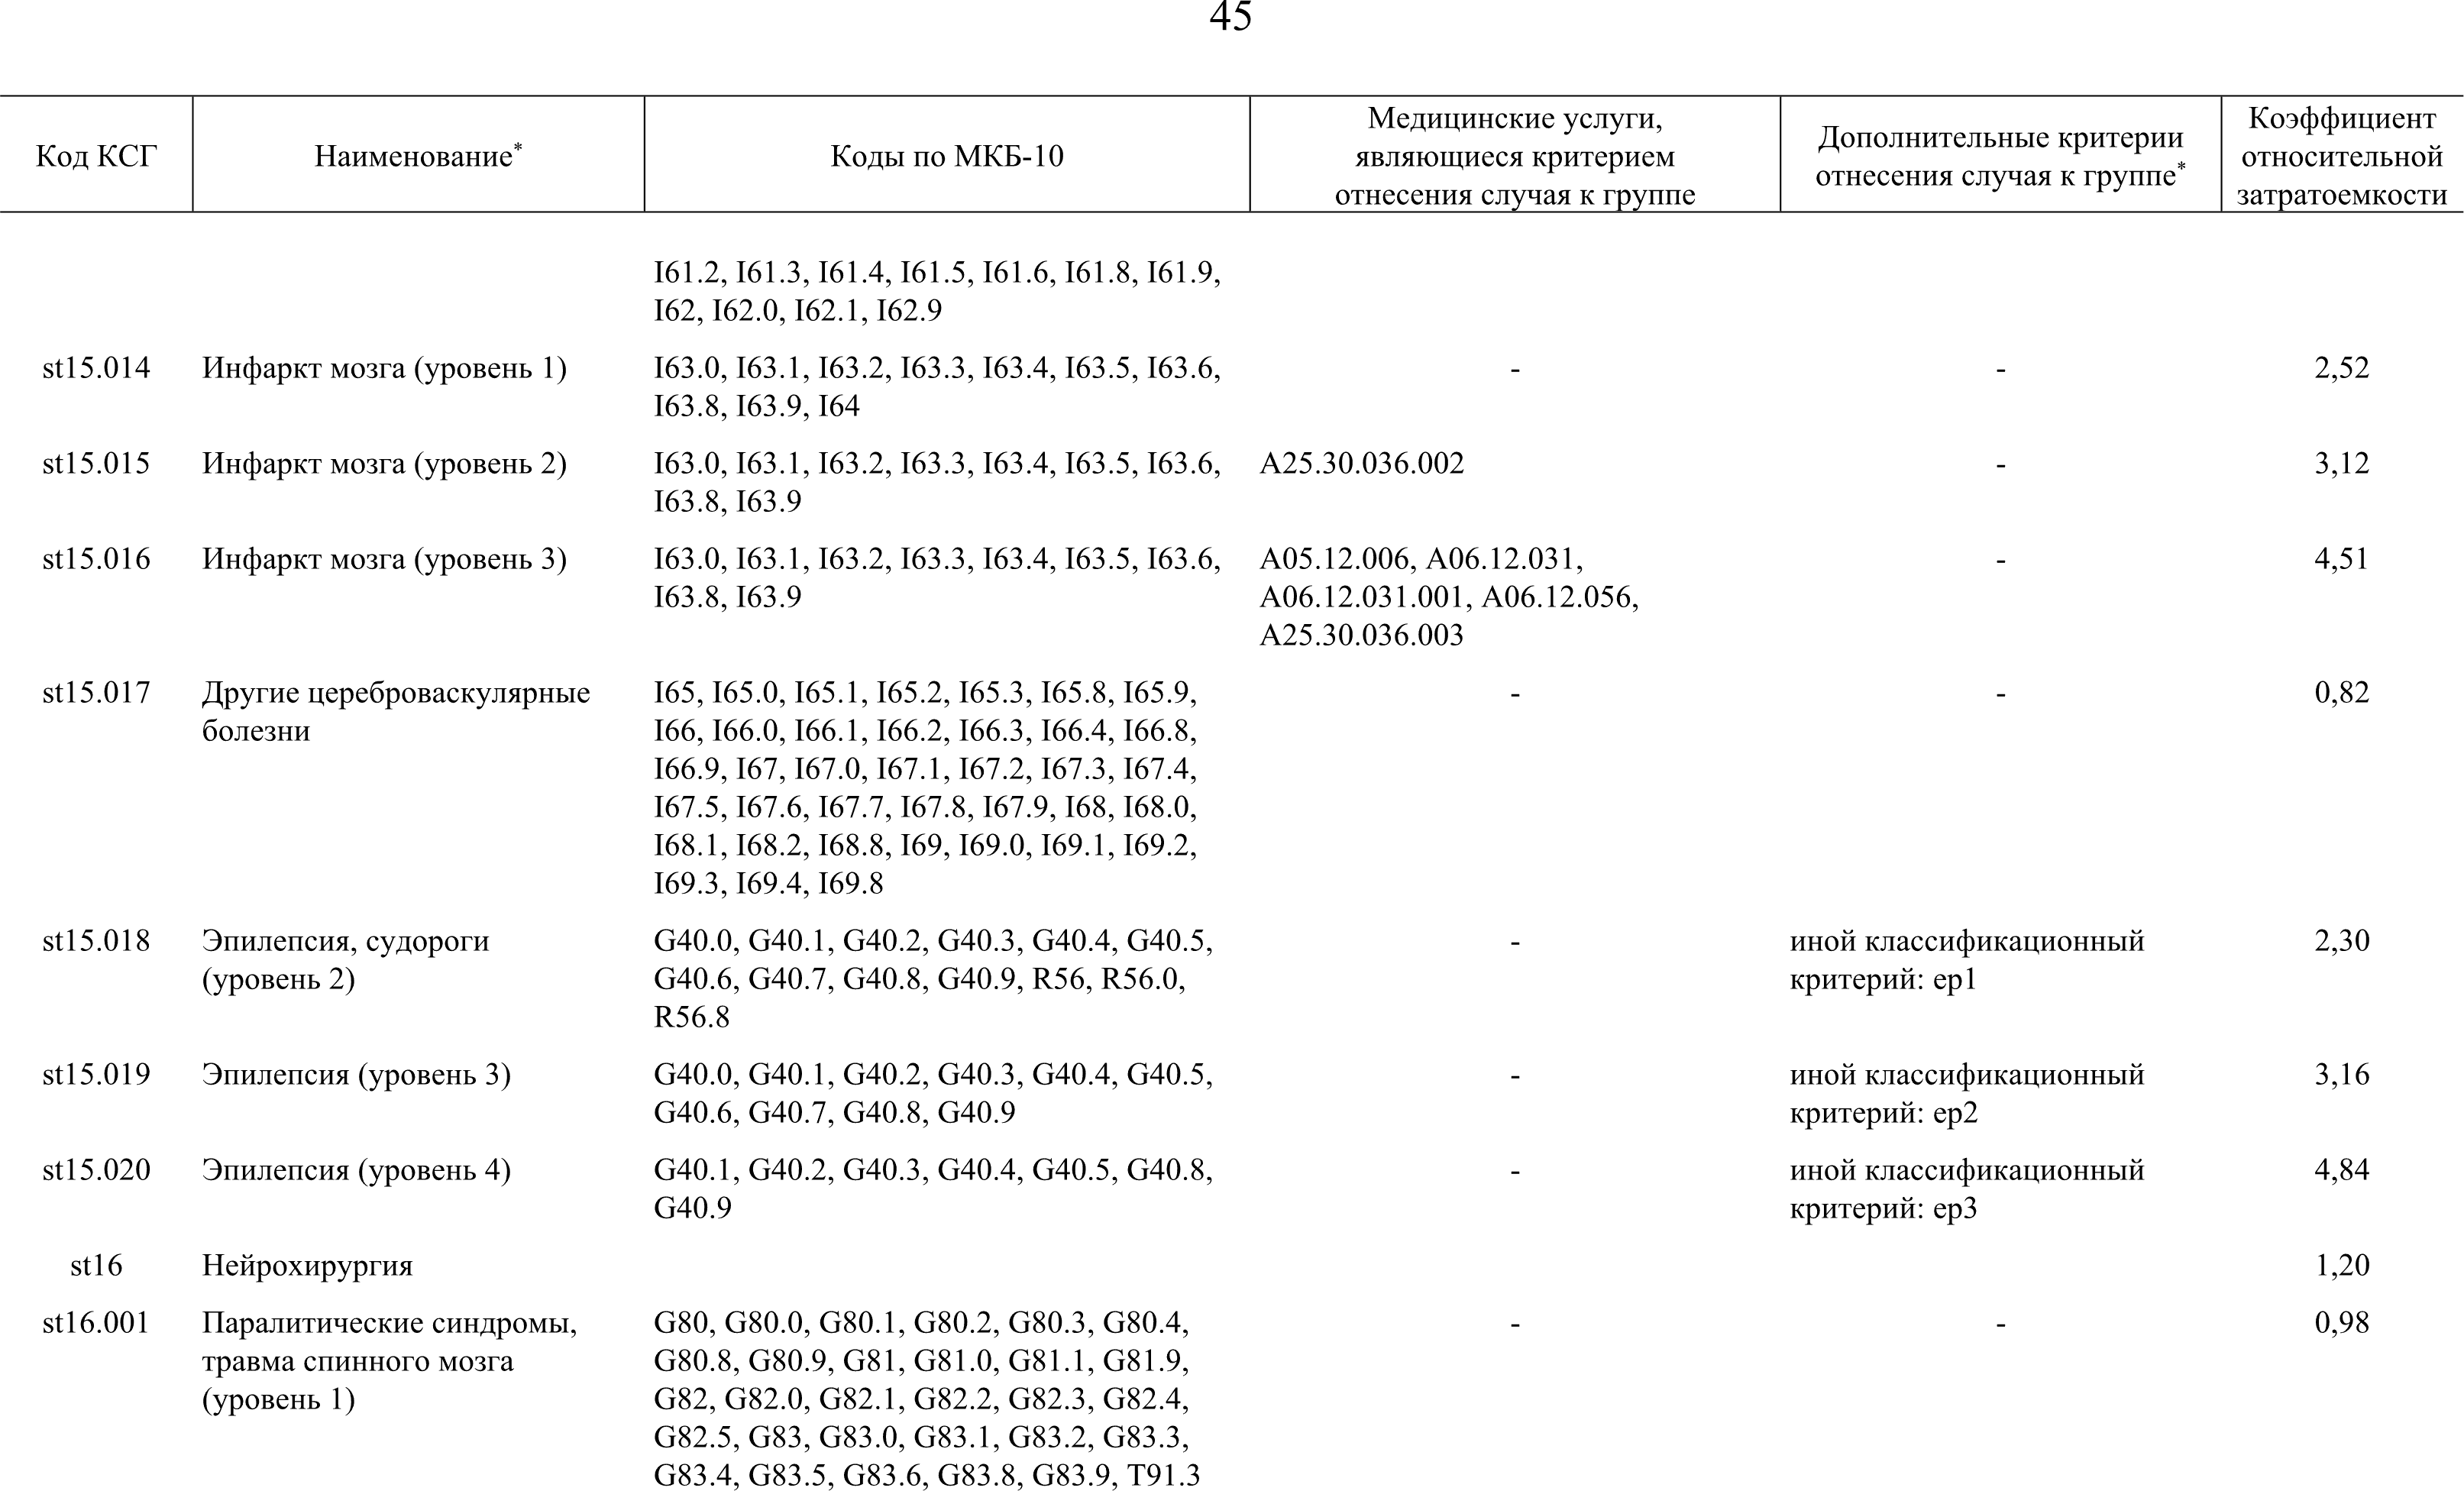 45
Код КСГ
Наименование*
Коды по МКБ-10
Медицинские услуги,
являющиеся критерием
отнесения случая к группе
Дополнительные критерии
отнесения случая к группе*
Коэффициент
относительной
затратоемкости
I61.2, I61.3, I61.4, I61.5, I61.6, I61.8, I61.9,
I62, I62.0, I62.1, I62.9
st15.014 Инфаркт мозга (уровень 1) I63.0, I63.1, I63.2, I63.3, I63.4, I63.5, I63.6, - - 2,52
I63.8, I63.9, I64
st15.015 Инфаркт мозга (уровень 2) I63.0, I63.1, I63.2, I63.3, I63.4, I63.5, I63.6, A25.30.036.002 - 3,12
I63.8, I63.9
st15.016 Инфаркт мозга (уровень 3) I63.0, I63.1, I63.2, I63.3, I63.4, I63.5, I63.6, A05.12.006, A06.12.031, - 4,51
I63.8, I63.9 A06.12.031.001, A06.12.056,
A25.30.036.003
st15.017 Другие цереброваскулярные I65, I65.0, I65.1, I65.2, I65.3, I65.8, I65.9, - - 0,82
болезни I66, I66.0, I66.1, I66.2, I66.3, I66.4, I66.8,
I66.9, I67, I67.0, I67.1, I67.2, I67.3, I67.4,
I67.5, I67.6, I67.7, I67.8, I67.9, I68, I68.0,
I68.1, I68.2, I68.8, I69, I69.0, I69.1, I69.2,
I69.3, I69.4, I69.8
st15.018 Эпилепсия, судороги G40.0, G40.1, G40.2, G40.3, G40.4, G40.5, - иной классификационный 2,30
(уровень 2) G40.6, G40.7, G40.8, G40.9, R56, R56.0, критерий: ep1
R56.8
st15.019 Эпилепсия (уровень 3) G40.0, G40.1, G40.2, G40.3, G40.4, G40.5, - иной классификационный 3,16
G40.6, G40.7, G40.8, G40.9 критерий: ep2
st15.020 Эпилепсия (уровень 4) G40.1, G40.2, G40.3, G40.4, G40.5, G40.8, - иной классификационный 4,84
G40.9 критерий: ep3
st16 Нейрохирургия 1,20
st16.001 Паралитические синдромы, G80, G80.0, G80.1, G80.2, G80.3, G80.4, - - 0,98
травма спинного мозга G80.8, G80.9, G81, G81.0, G81.1, G81.9,
(уровень 1) G82, G82.0, G82.1, G82.2, G82.3, G82.4,
G82.5, G83, G83.0, G83.1, G83.2, G83.3,
G83.4, G83.5, G83.6, G83.8, G83.9, T91.3